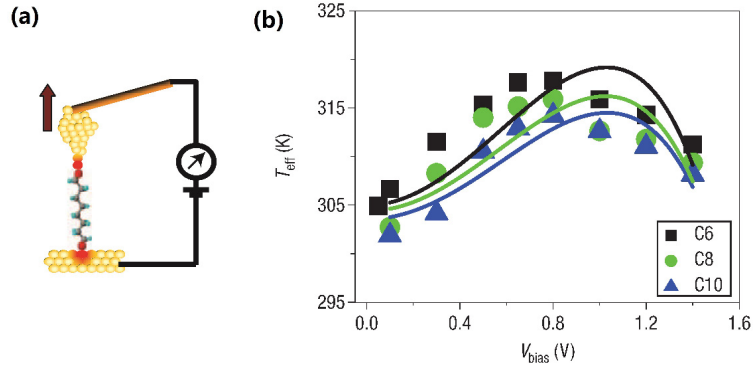 (a)
(b)
325
315
305
295
T_eff (K)
0.0
0.4
0.8
1.2
1.6
V_bias (V)
C6
C8
C10